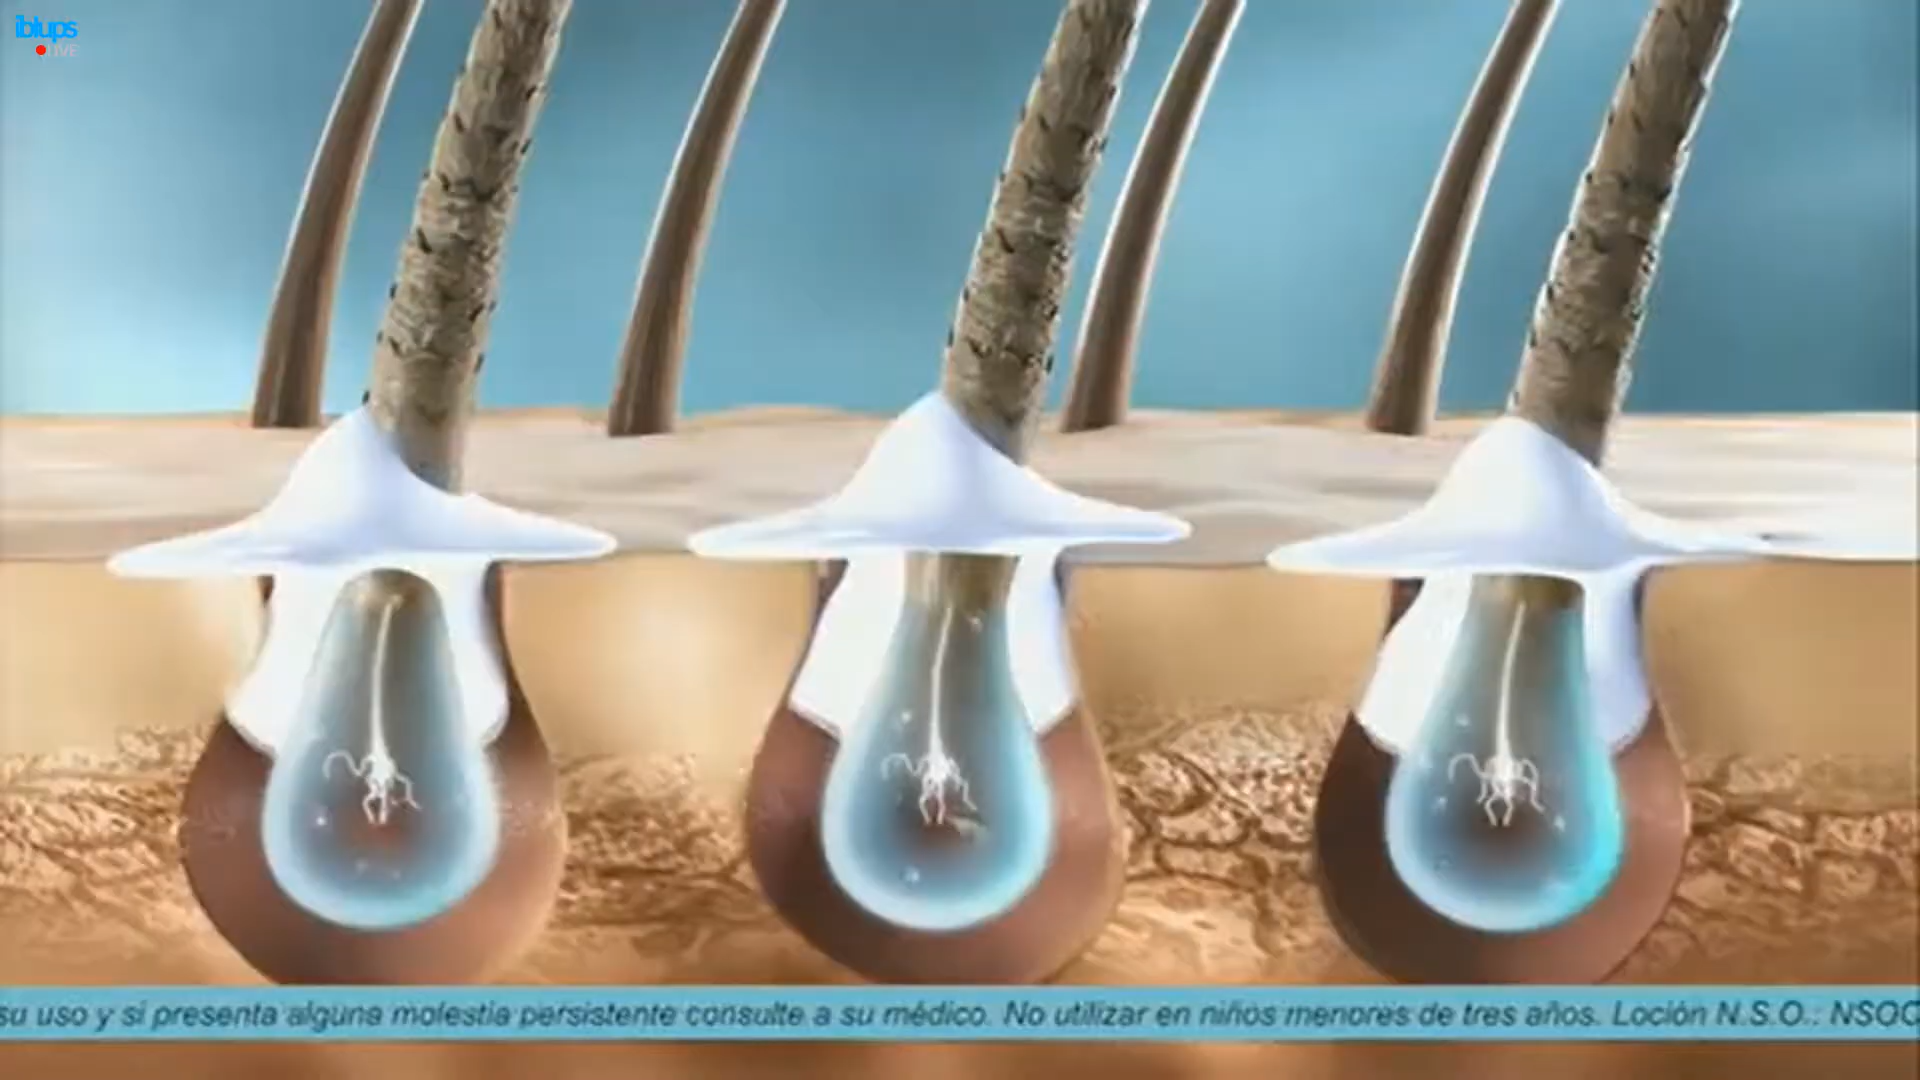 iblups
LIVE
su uso y si presenta alguna molestia persistente consulte a su médico. No utilizar en niños menores de tres años. Loción N.S.O.: NSOC